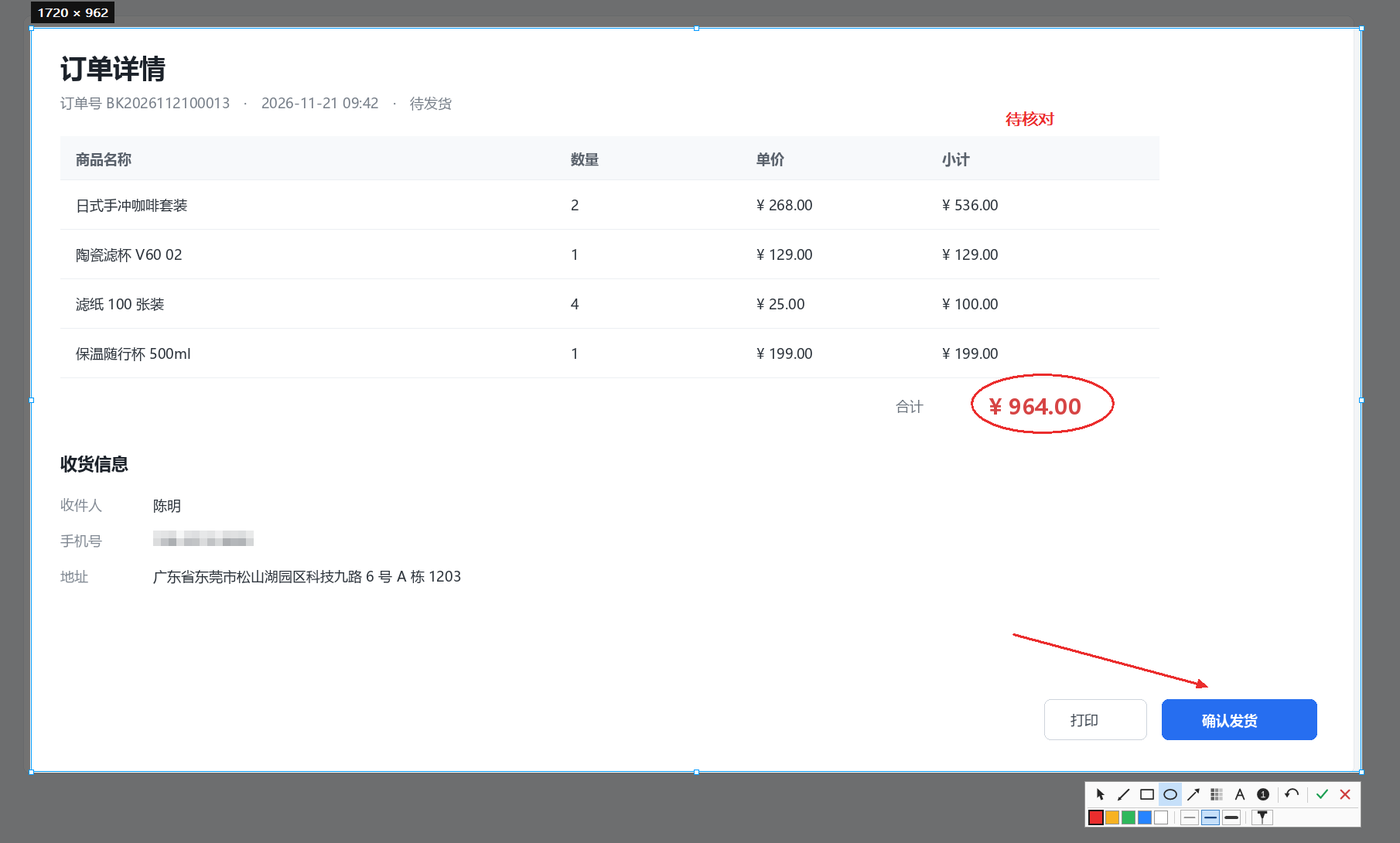 1720 × 962
订单详情
订单号 BK2026112100013 · 2026-11-21 09:42 · 待发货
待核对
商品名称 数量 单价 小计
日式手冲咖啡套装 2 ¥ 268.00 ¥ 536.00
陶瓷滤杯 V60 02 1 ¥ 129.00 ¥ 129.00
滤纸 100 张装 4 ¥ 25.00 ¥ 100.00
保温随行杯 500ml 1 ¥ 199.00 ¥ 199.00
合计 ¥ 964.00
收货信息
收件人 陈明
手机号
地址 广东省东莞市松山湖园区科技九路 6 号 A 栋 1203
打印 确认发货
A 1
T